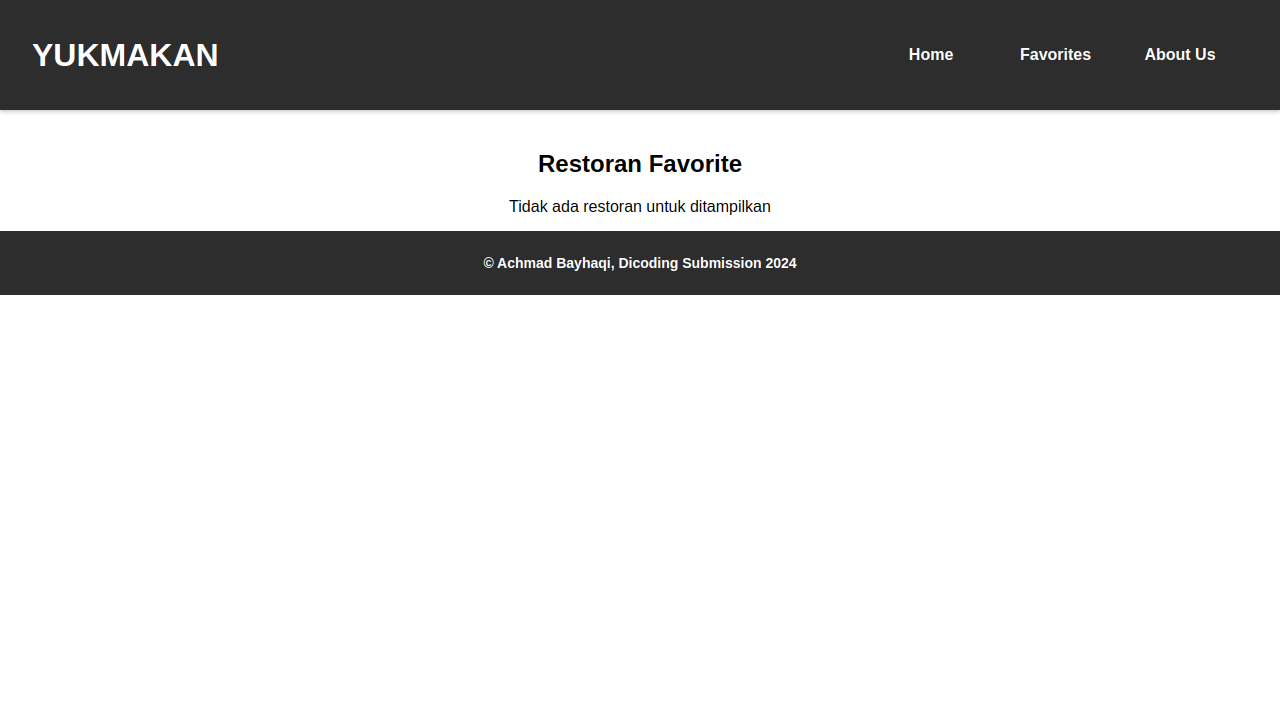 YUKMAKAN
Home
Favorites
About Us
Restoran Favorite
Tidak ada restoran untuk ditampilkan
© Achmad Bayhaqi, Dicoding Submission 2024